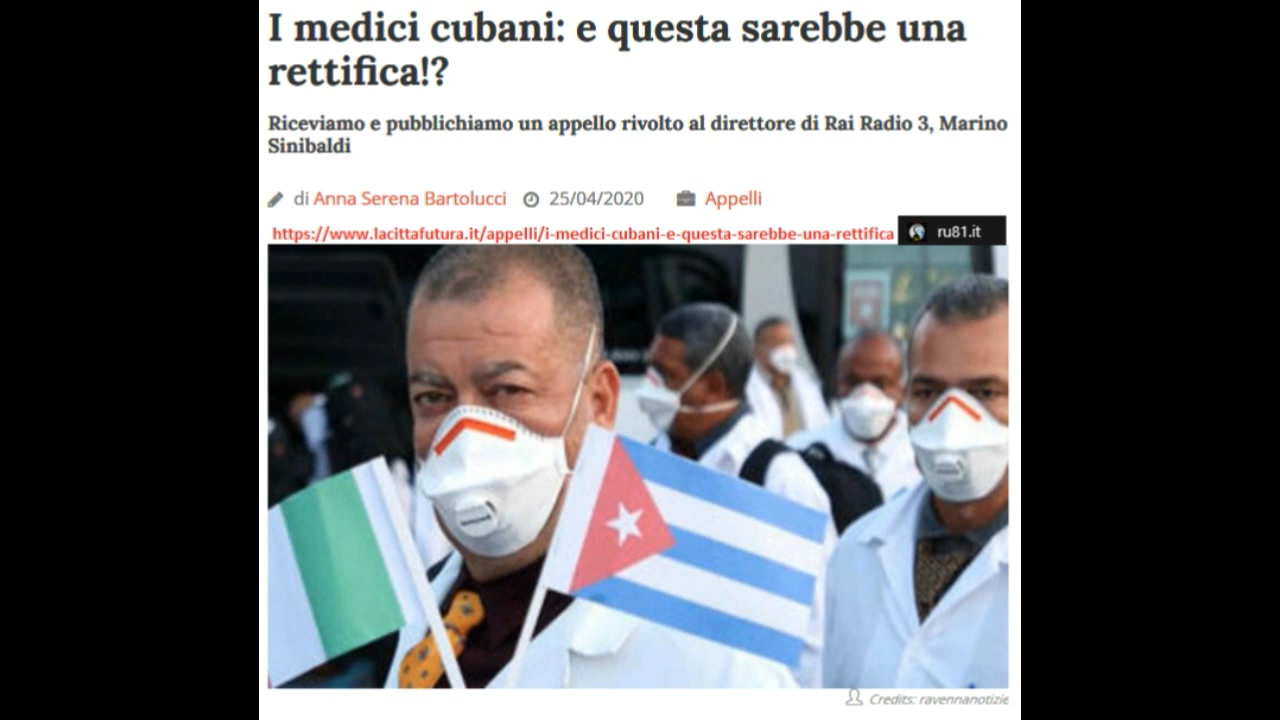 I medici cubani: e questa sarebbe una
rettifica!?
Riceviamo e pubblichiamo un appello rivolto al direttore di Rai Radio 3, Marino
Sinibaldi
di Anna Serena Bartolucci 25/04/2020 Appelli
https://www.lacittafutura.it/appelli/i-medici-cubani-e-questa-sarebbe-una-rettifica ru81.it
Credits: ravennanotizie